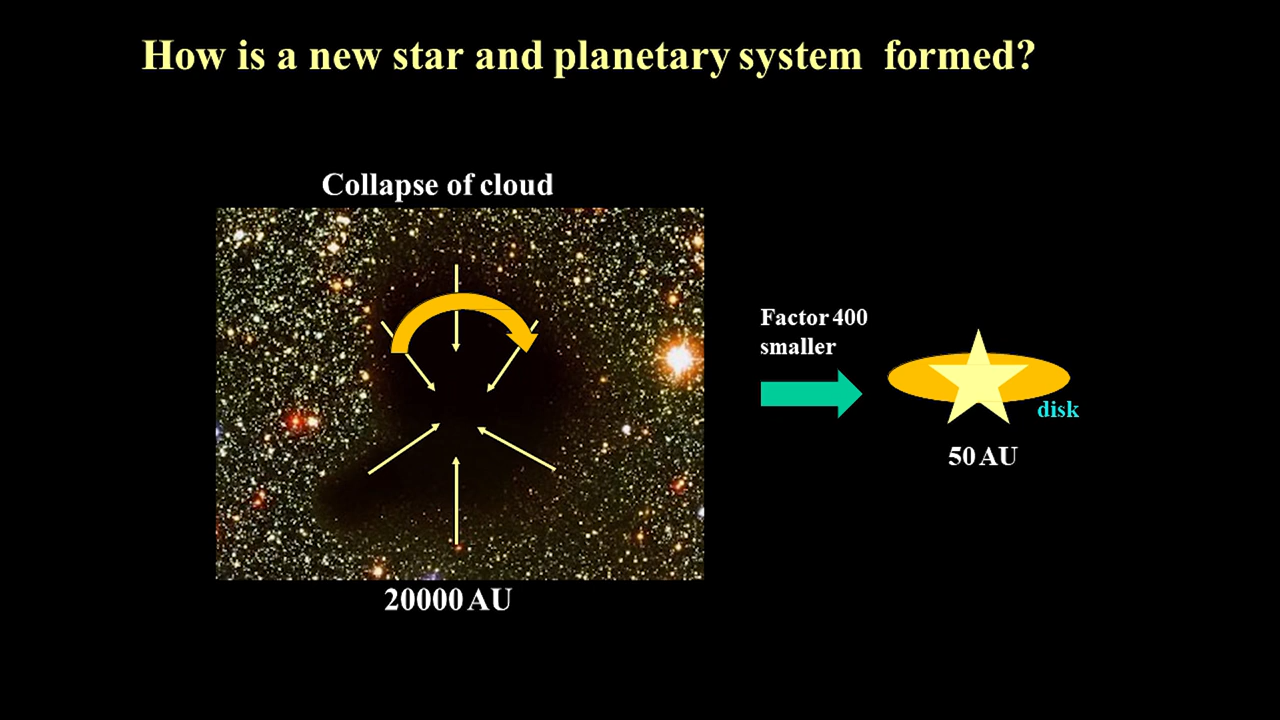 How is a new star and planetary system formed?
Collapse of cloud
Factor 400
smaller
disk
50 AU
20000 AU